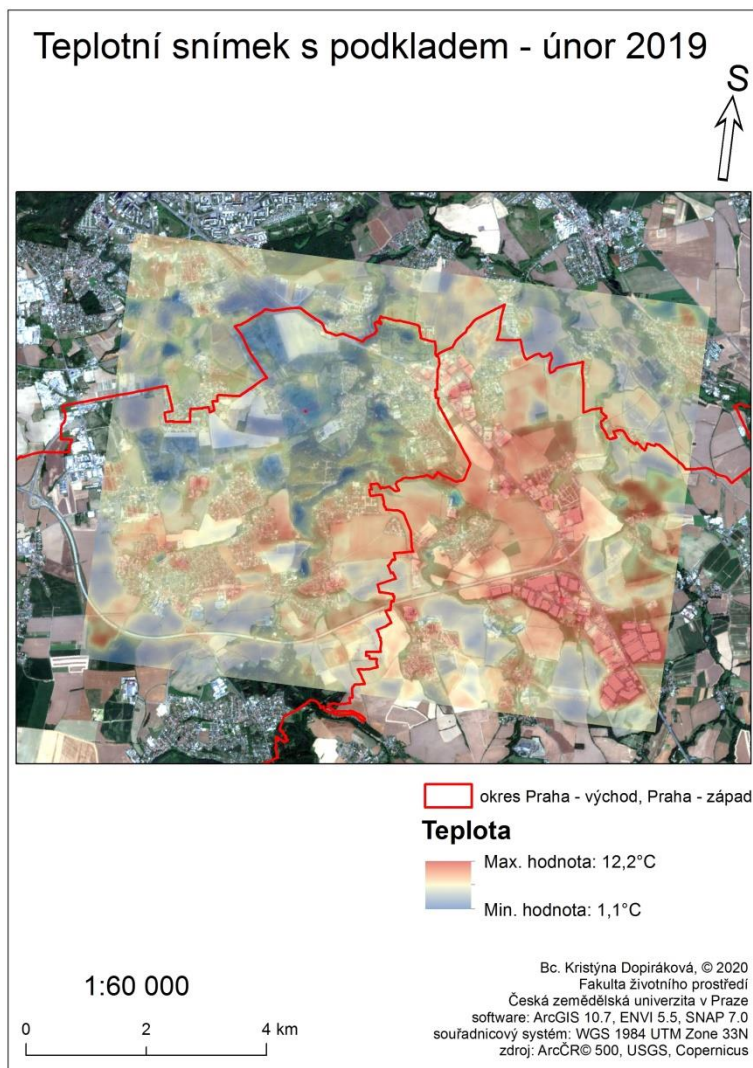 Teplotní snímek s podkladem - únor 2019
S
okres Praha - východ, Praha - západ
Teplota
Max. hodnota: 12,2°C
Min. hodnota: 1,1°C
1:60 000
0 2 4 km
Bc. Kristýna Dopiráková, © 2020
Fakulta životního prostředí
Česká zemědělská univerzita v Praze
software: ArcGIS 10.7, ENVI 5.5, SNAP 7.0
souřadnicový systém: WGS 1984 UTM Zone 33N
zdroj: ArcČR© 500, USGS, Copernicus